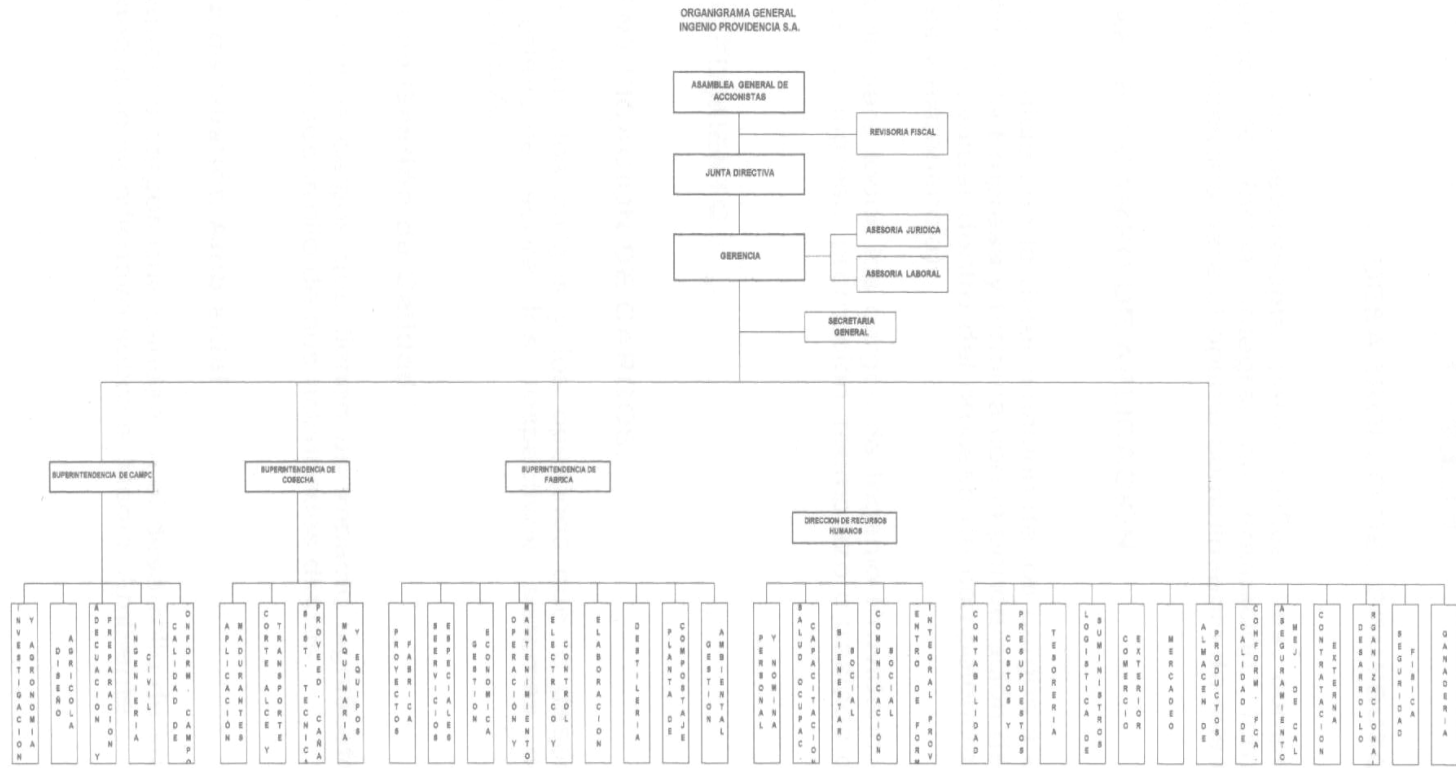 ORGANIGRAMA GENERAL
INGENIO PROVIDENCIA S.A.
ASAMBLEA GENERAL DE
ACCIONISTAS
REVISORIA FISCAL
JUNTA DIRECTIVA
ASESORIA JURIDICA
GERENCIA
ASESORIA LABORAL
SECRETARIA
GENERAL
SUPERINTENDENCIA DE CAMPO
SUPERINTENDENCIA DE
COSECHA
SUPERINTENDENCIA DE
FABRICA
DIRECCION DE RECURSOS
HUMANOS
INVESTIGACION
Y AGRONOMIA
DISEÑO
AGRICOLA
ADECUACION Y
PREPARACION
INGENIERIA
CIVIL
CALIDAD DE
ONFORM. CAMPO
APLICACIÓN
MADURANTES
CORTE ALCE Y
TRANSPORTE
SIST. TECNICA
PROVEED. CAÑA
MAQUINARIA
Y EQUIPOS
PROYECTOS
FABRICA
SERVICIOS
ESPECIALES
GESTION
ECONOMICA
OPERACIÓN Y
MANTENIMIENTO
ELECTRICO Y
CONTROL
ELABORACION
DESTILERIA
PLANTA DE
COMPOSTAJE
GESTION
AMBIENTAL
PERSONAL
Y NOMINA
SALUD OCUPAC.
CAPACITACION
BIENESTAR
SOCIAL
COMUNICACIÓN
SOCIAL
ENTRO DE FORM
INTEGRAL PROV
CONTABILIDAD
COSTOS Y
PRESUPUESTOS
TESORERIA
LOGISTICA DE
SUMINISTROS
COMERCIO
EXTERIOR
MERCADEO
ALMACEN DE
PRODUCTOS
CALIDAD DE
CONFORM. FCA.
ASEGURAMIENTO
MEJ. DE CAL
CONTRATACION
EXTERNA
DESARROLLO
RGANIZACIONAL
SEGURIDAD
FISICA
GANADERIA